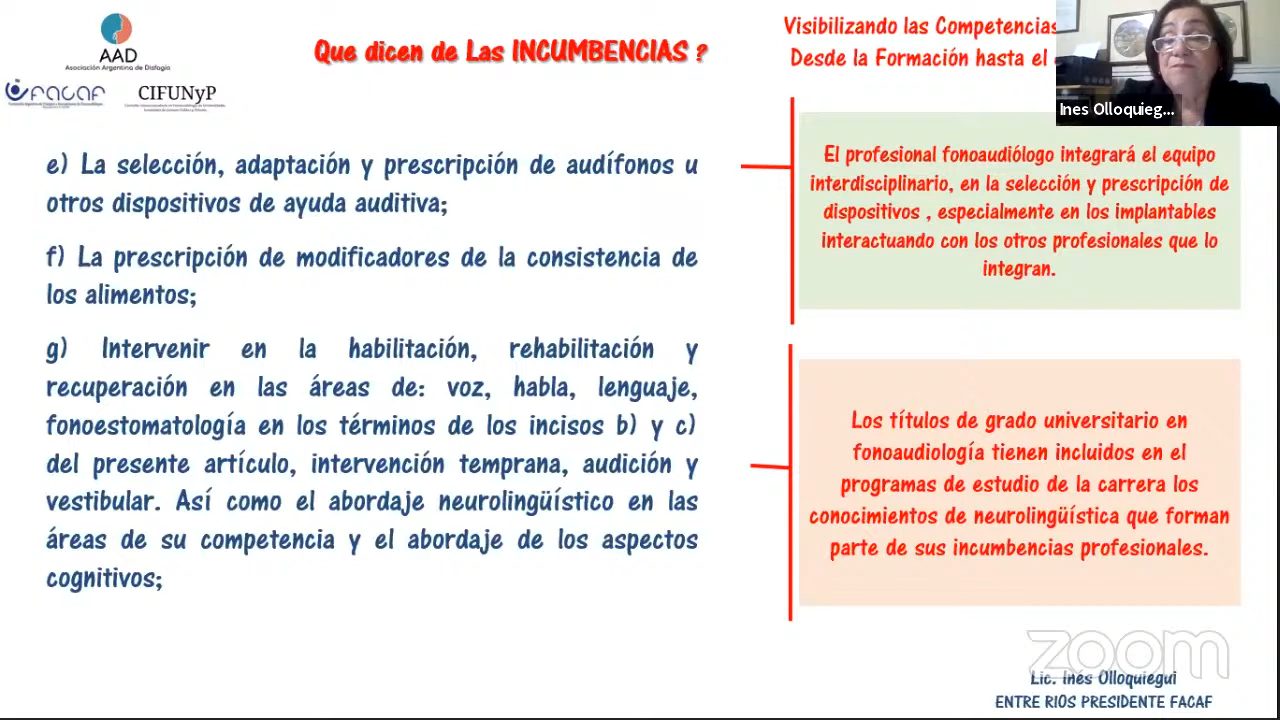 AAD
Asociación Argentina de Disfagia
facaf
CIFUNyP
Que dicen de Las INCUMBENCIAS ?
Visibilizando las Competencias
Desde la Formación hasta el
Ines Olloquieg...
e) La selección, adaptación y prescripción de audífonos u
otros dispositivos de ayuda auditiva;
f) La prescripción de modificadores de la consistencia de
los alimentos;
g) Intervenir en la habilitación, rehabilitación y
recuperación en las áreas de: voz, habla, lenguaje,
fonoestomatología en los términos de los incisos b) y c)
del presente artículo, intervención temprana, audición y
vestibular. Así como el abordaje neurolingüístico en las
áreas de su competencia y el abordaje de los aspectos
cognitivos;
El profesional fonoaudiólogo integrará el equipo
interdisciplinario, en la selección y prescripción de
dispositivos , especialmente en los implantables
interactuando con los otros profesionales que lo
integran.
Los títulos de grado universitario en
fonoaudiología tienen incluidos en el
programas de estudio de la carrera los
conocimientos de neurolingüística que forman
parte de sus incumbencias profesionales.
zoom
Lic. Inés Olloquiegui
ENTRE RIOS PRESIDENTE FACAF